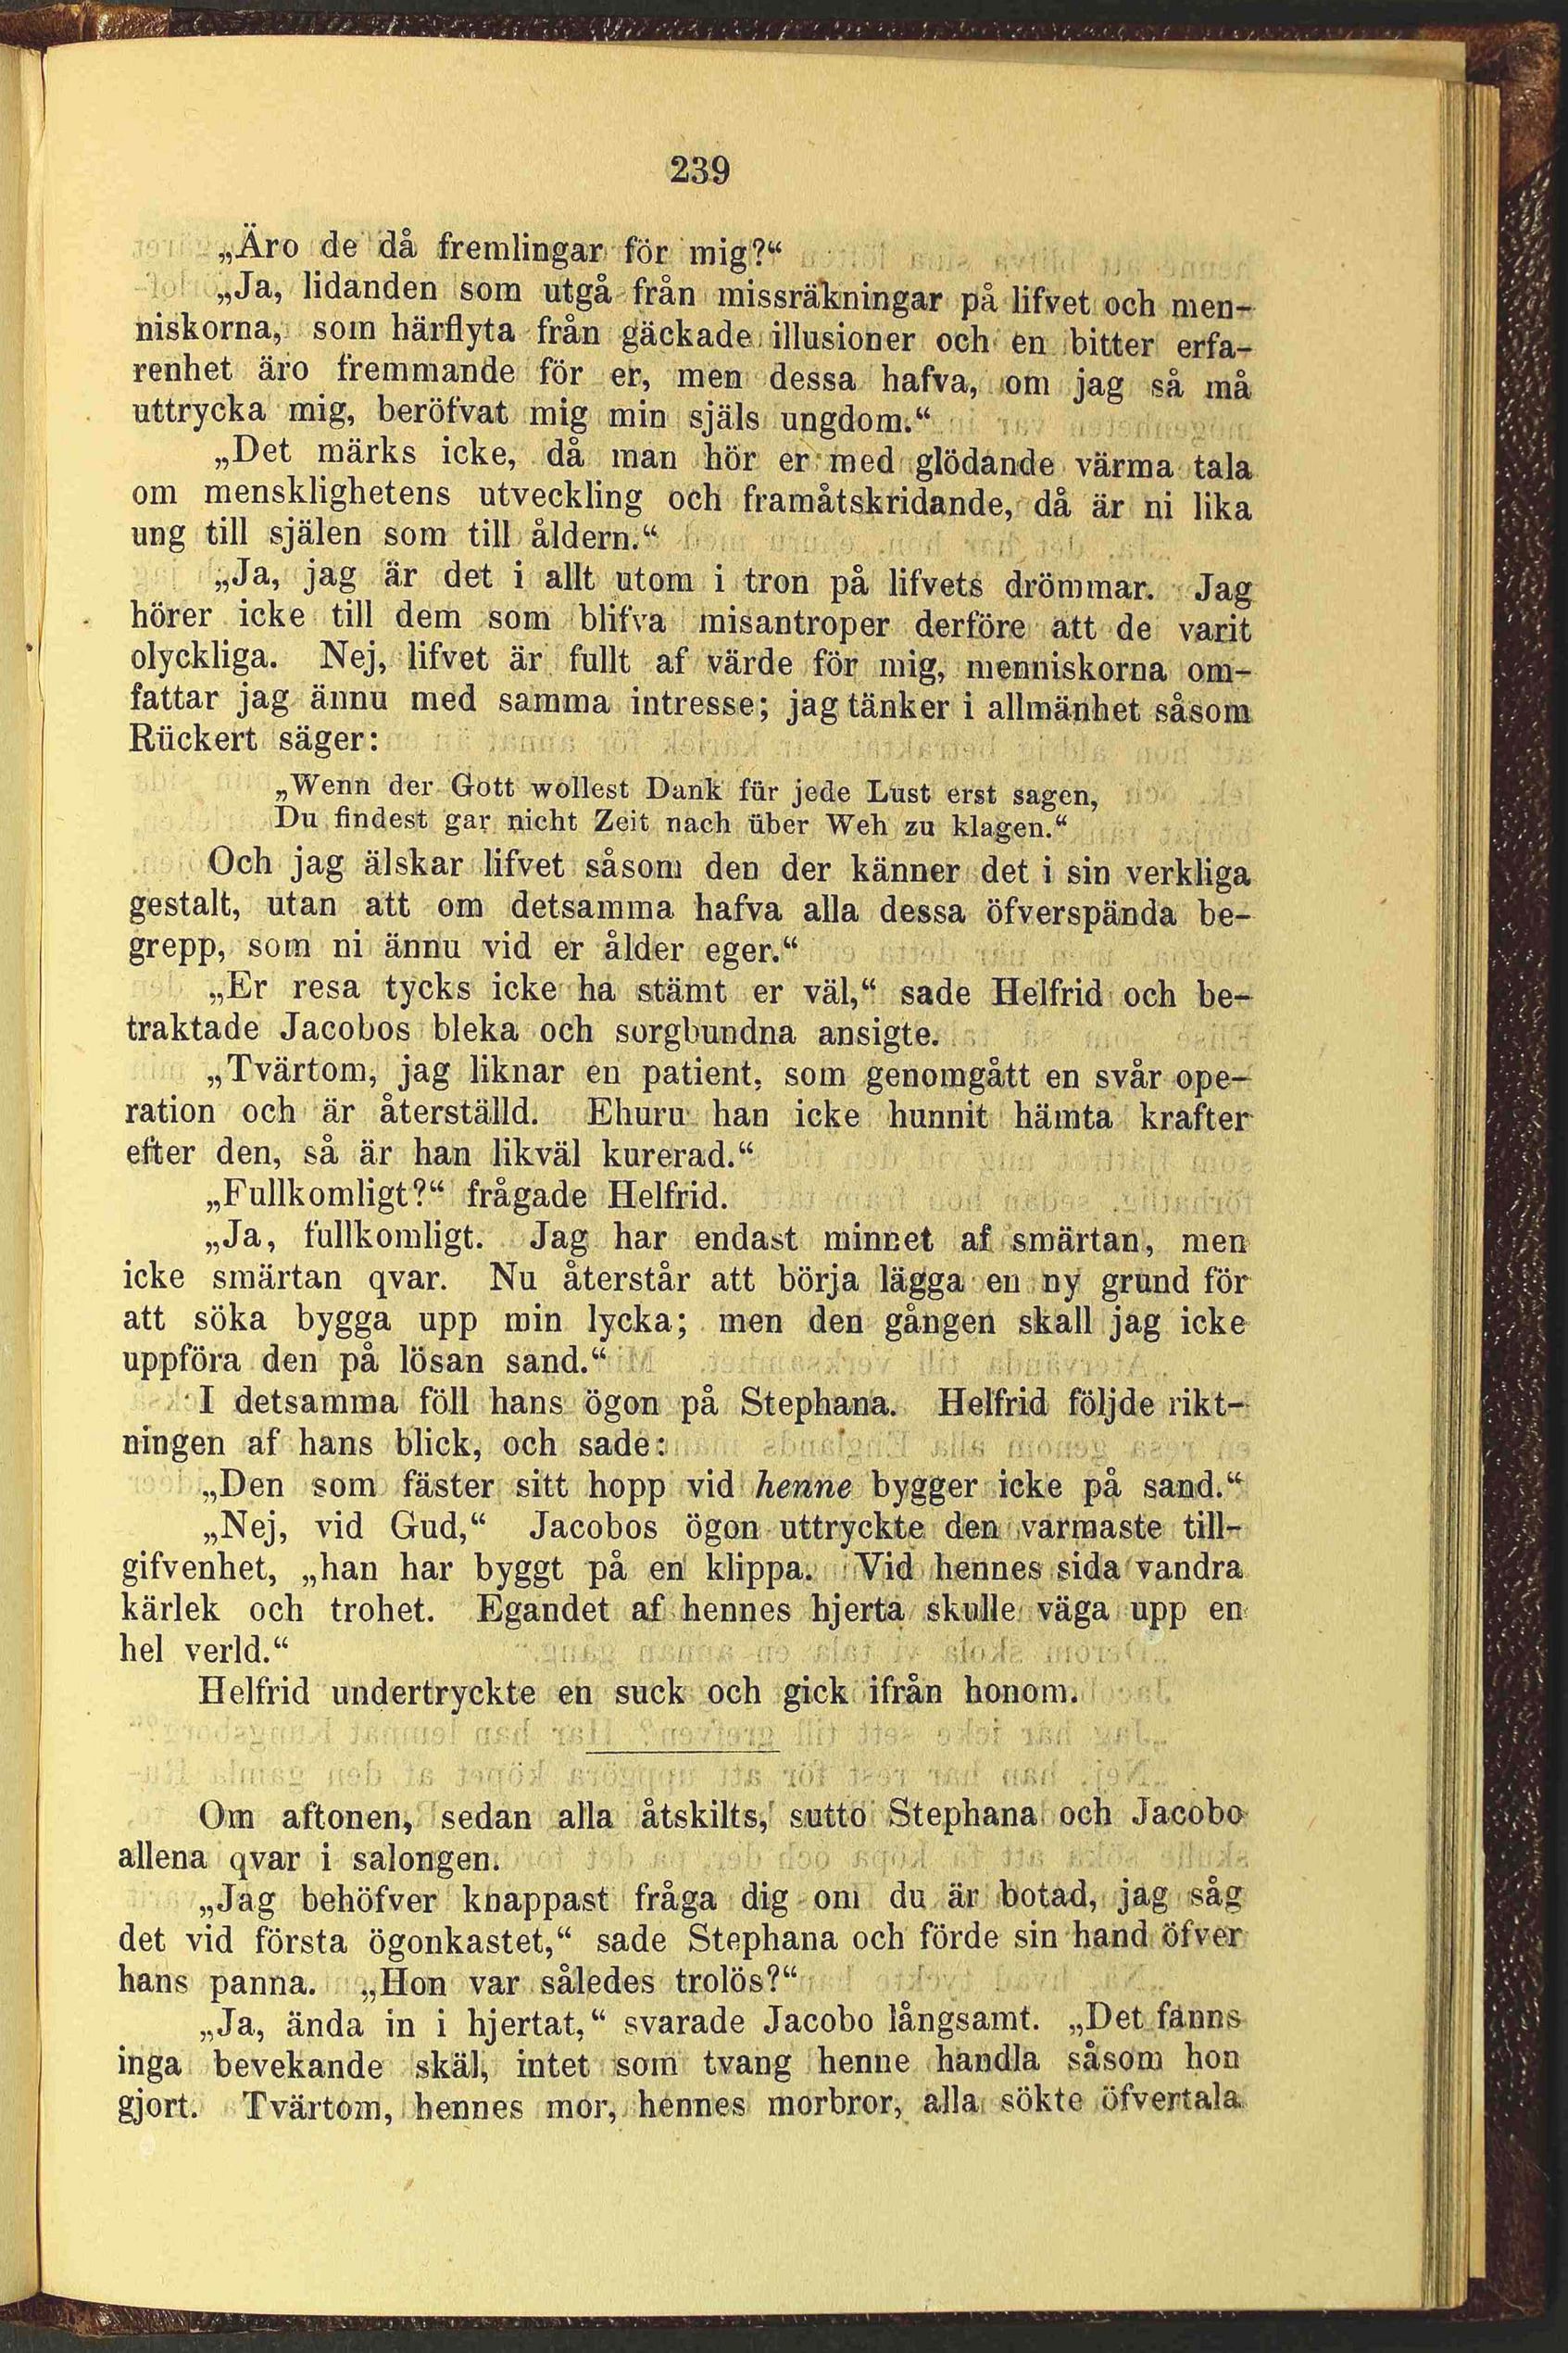 239
„Äro de då fremlingar för mig?“
„Ja, lidanden som utgå från missräkningar på lifvet och men-
niskorna, som härflyta från gäckade illusioner och en bitter erfa-
renhet äro fremmande för er, men dessa hafva, om jag så må
uttrycka mig, beröfvat mig min själs ungdom.“
„Det märks icke, då man hör er med glödande värma tala
om mensklighetens utveckling och framåtskridande, då är ni lika
ung till själen som till åldern.“
„Ja, jag är det i allt utom i tron på lifvets drömmar. Jag
hörer icke till dem som blifva misantroper derföre att de varit
olyckliga. Nej, lifvet är fullt af värde för mig, menniskorna om-
fattar jag ännu med samma intresse; jag tänker i allmänhet såsom
Rückert säger:
„Wenn der Gott wollest Dank für jede Lust erst sagen,
Du findest gar nicht Zeit nach über Weh zu klagen.“
Och jag älskar lifvet såsom den der känner det i sin verkliga
gestalt, utan att om detsamma hafva alla dessa öfverspända be-
grepp, som ni ännu vid er ålder eger.“
„Er resa tycks icke ha stämt er väl,“ sade Helfrid och be-
traktade Jacobos bleka och sorgbundna ansigte.
„Tvärtom, jag liknar en patient, som genomgått en svår ope-
ration och är återställd. Ehuru han icke hunnit hämta krafter
efter den, så är han likväl kurerad.“
„Fullkomligt?“ frågade Helfrid.
„Ja, fullkomligt. Jag har endast minnet af smärtan, men
icke smärtan qvar. Nu återstår att börja lägga en ny grund för
att söka bygga upp min lycka; men den gången skall jag icke
uppföra den på lösan sand.“
I detsamma föll hans ögon på Stephana. Helfrid följde rikt-
ningen af hans blick, och sade:
„Den som fäster sitt hopp vid henne bygger icke på sand.“
„Nej, vid Gud,“ Jacobos ögon uttryckte den varmaste till-
gifvenhet, „han har byggt på en klippa. Vid hennes sida vandra
kärlek och trohet. Egandet af hennes hjerta skulle väga upp en
hel verld.“
Helfrid undertryckte en suck och gick ifrån honom.
Om aftonen, sedan alla åtskilts, sutto Stephana och Jacobo
allena qvar i salongen.
„Jag behöfver knappast fråga dig om du är botad, jag såg
det vid första ögonkastet,“ sade Stephana och förde sin hand öfver
hans panna. „Hon var således trolös?“
„Ja, ända in i hjertat,“ svarade Jacobo långsamt. „Det fanns
inga bevekande skäl, intet som tvang henne handla såsom hon
gjort. Tvärtom, hennes mor, hennes morbror, alla sökte öfvertala